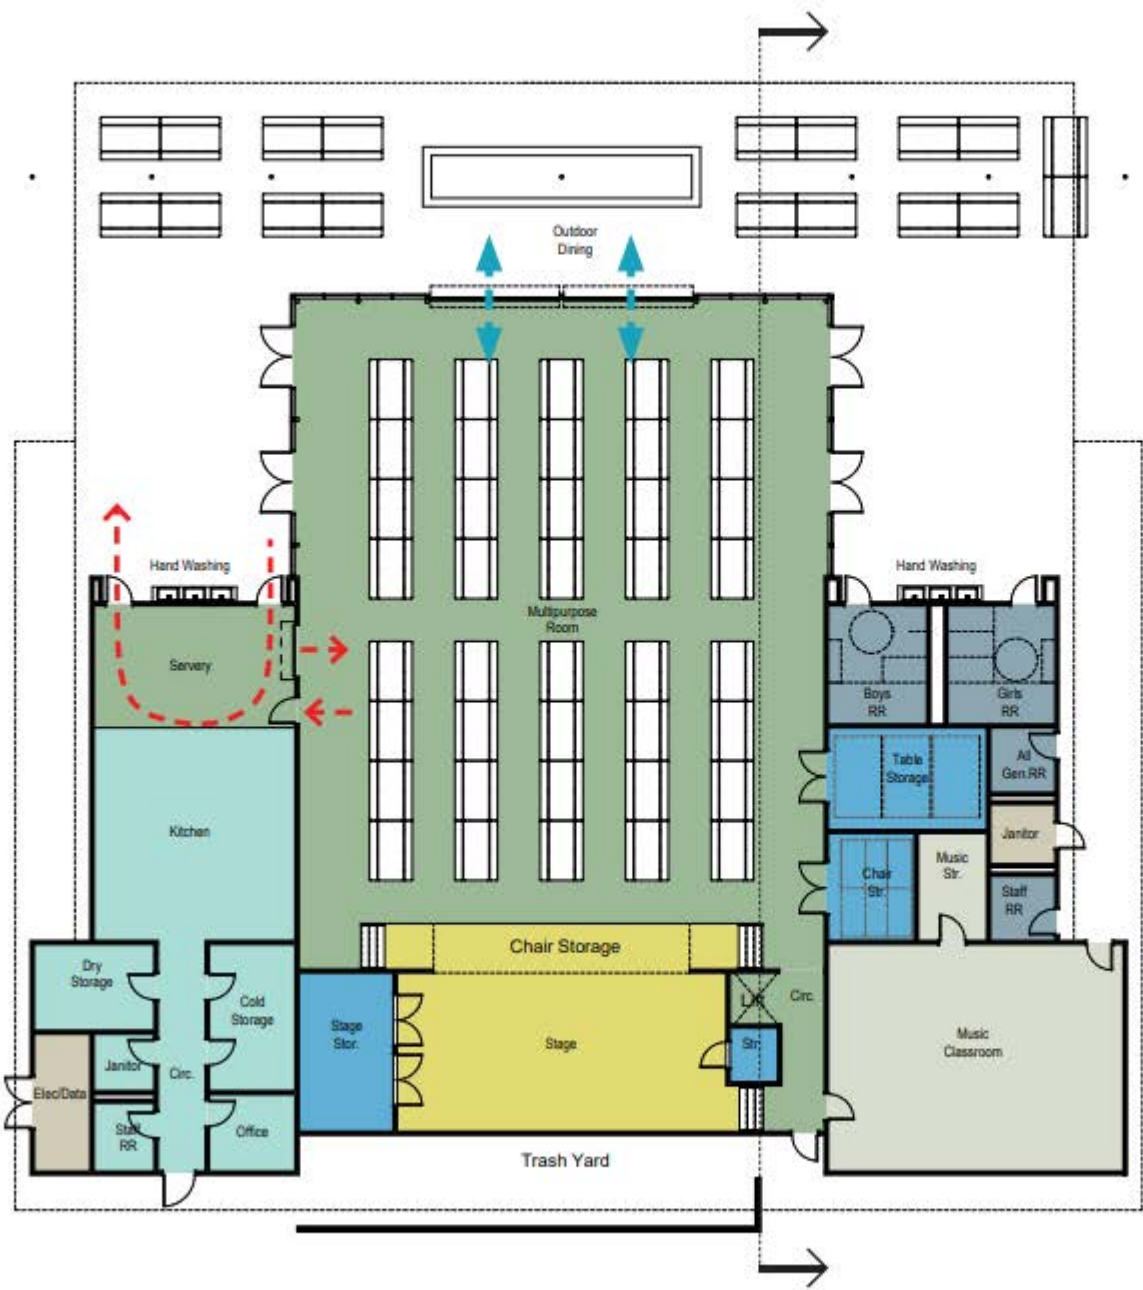 Outdoor
Dining
Hand Washing
Hand Washing
Multipurpose
Room
Servery
Boys
RR
Girls
RR
Table
Storage
All
Gen.RR
Kitchen
Janitor
Music
Str.
Chair
Str.
Staff
RR
Chair Storage
Dry
Storage
Cold
Storage
Lift
Circ.
Stage
Stor.
Stage
Str.
Music
Classroom
Janitor
Circ.
Elec/Data
Staff
RR
Office
Trash Yard